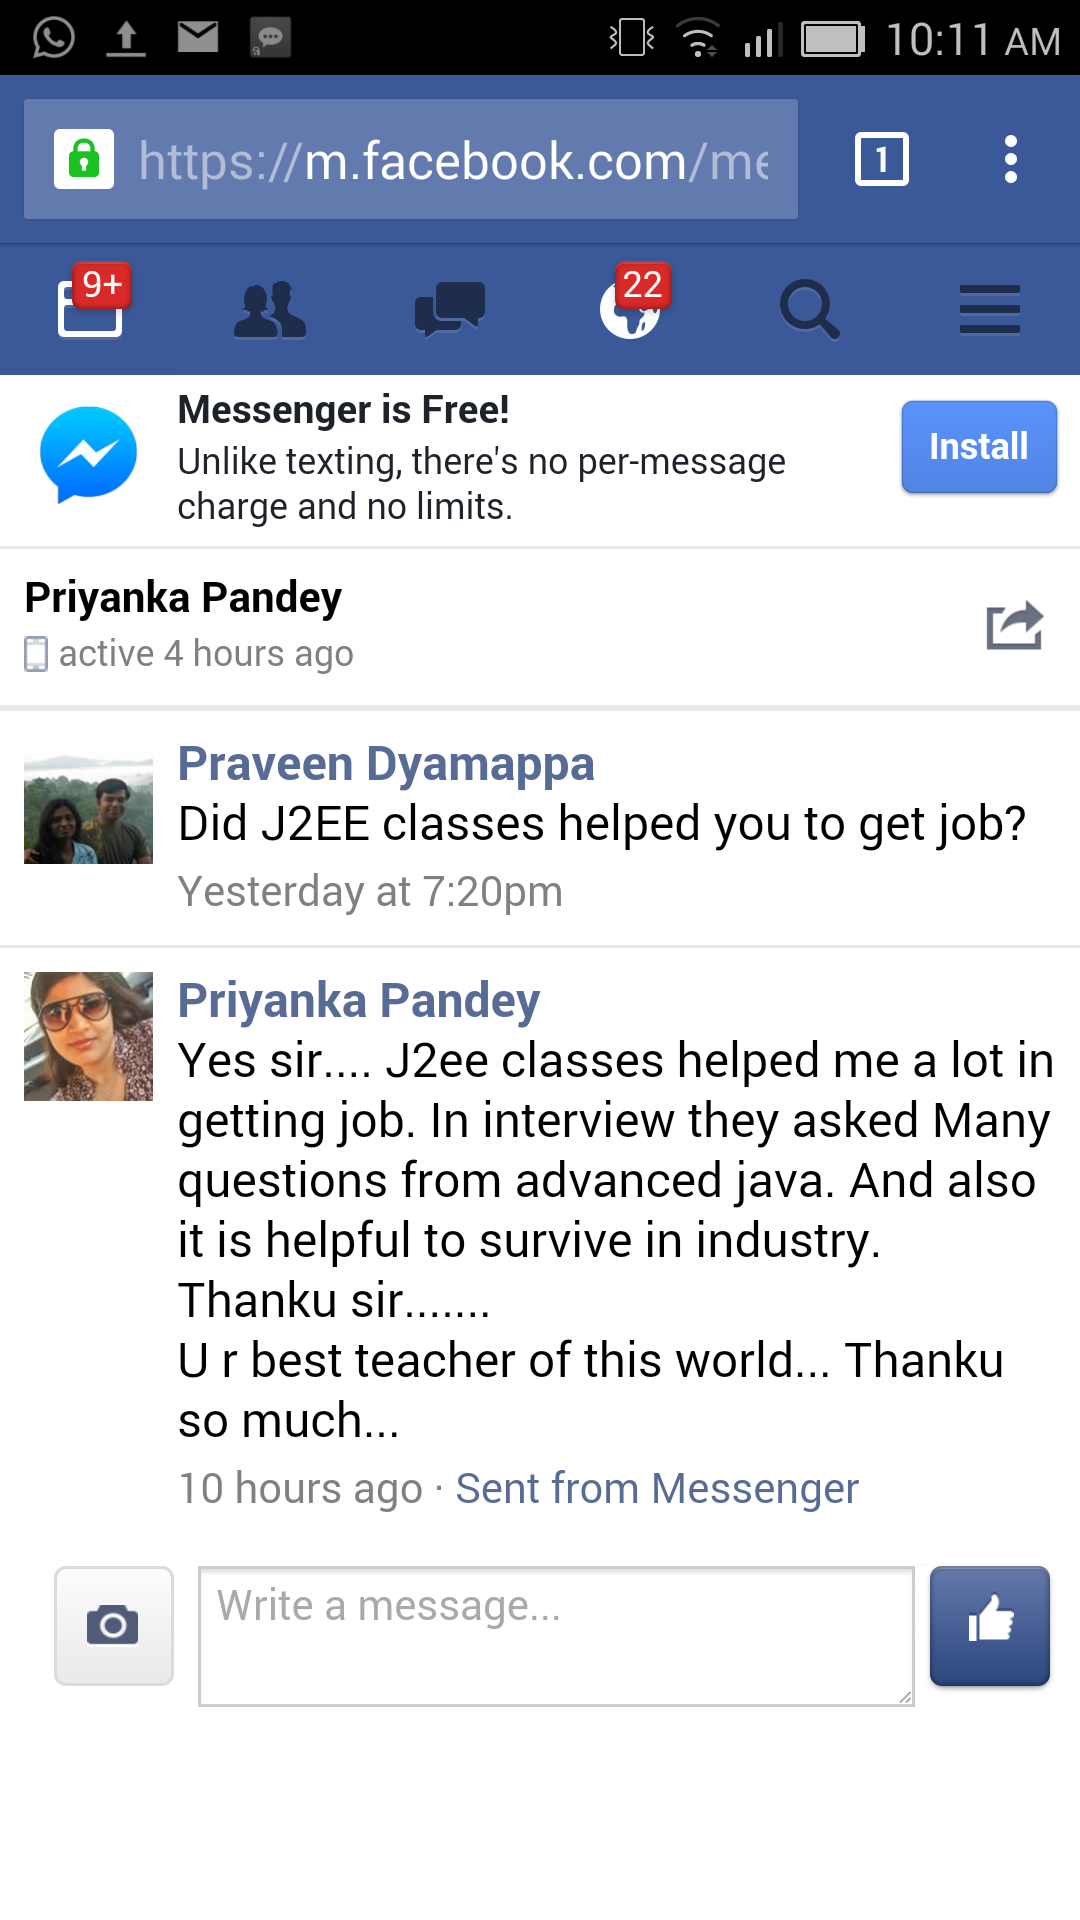 10:11 AM
https://m.facebook.com/me
1
9+
22
Messenger is Free!
Unlike texting, there's no per-message
charge and no limits.
Install
Priyanka Pandey
active 4 hours ago
Praveen Dyamappa
Did J2EE classes helped you to get job?
Yesterday at 7:20pm
Priyanka Pandey
Yes sir.... J2ee classes helped me a lot in
getting job. In interview they asked Many
questions from advanced java. And also
it is helpful to survive in industry.
Thanku sir.......
U r best teacher of this world... Thanku
so much...
10 hours ago · Sent from Messenger
Write a message...